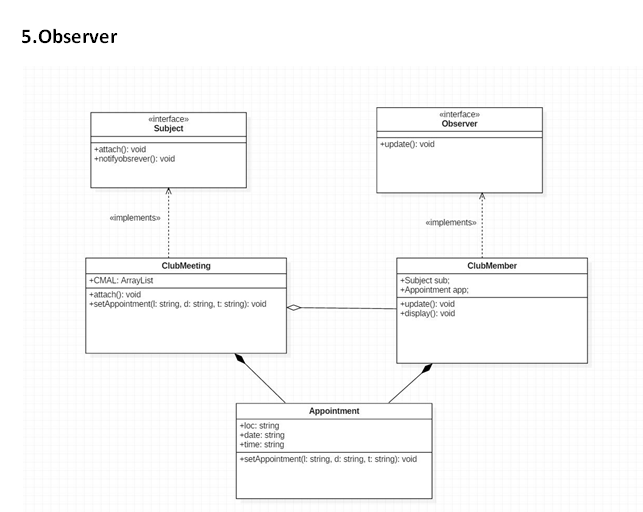 5.Observer
«interface»
Subject
+attach(): void
+notifyobsrever(): void
«interface»
Observer
+update(): void
«implements»
«implements»
ClubMeeting
+CMAL: ArrayList
+attach(): void
+setAppointment(l: string, d: string, t: string): void
ClubMember
+Subject sub;
+Appointment app;
+update(): void
+display(): void
Appointment
+loc: string
+date: string
+time: string
+setAppointment(l: string, d: string, t: string): void